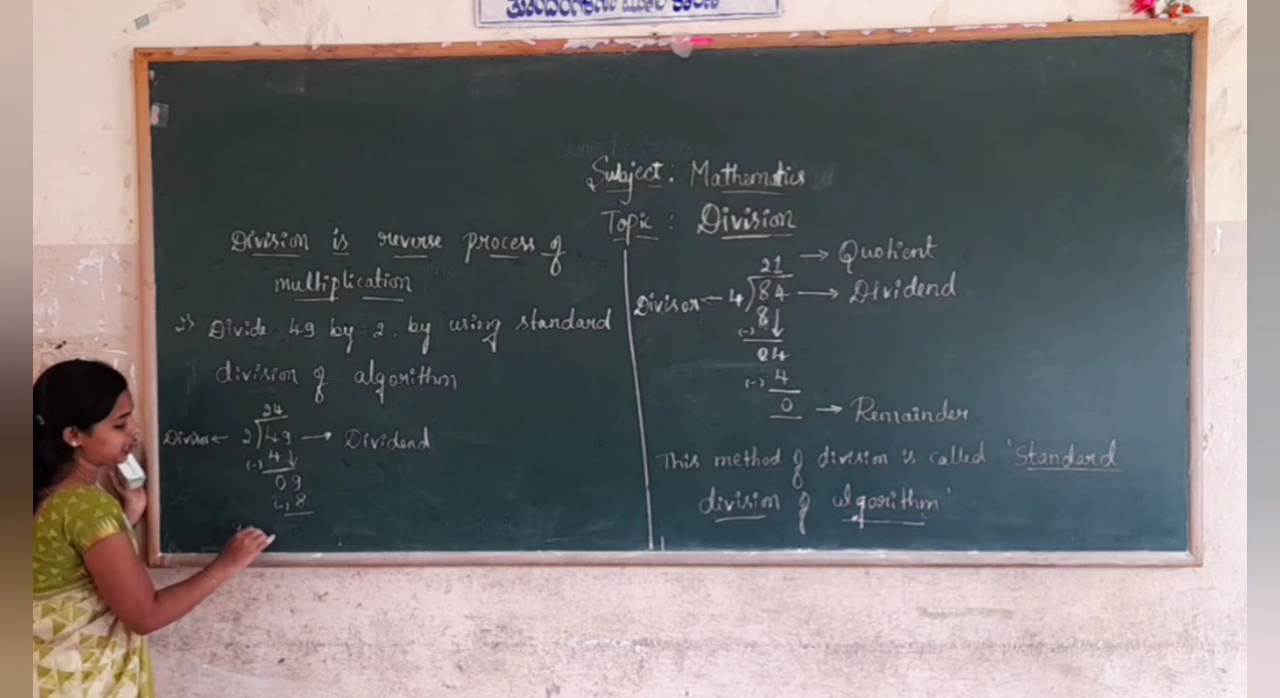 Subject: Mathematics
Topic: Division
Division is reverse process of
multiplication
2) Divide 49 by 2. by using standard
division of algorithm
24
Divisor ← 2)49 → Dividend
4↓
(-)
09
(-) 8
21 → Quotient
Divisor ← 4)84 → Dividend
8↓
(-)
04
(-) 4
0 → Remainder
This method of division is called 'Standard
division of algorithm'